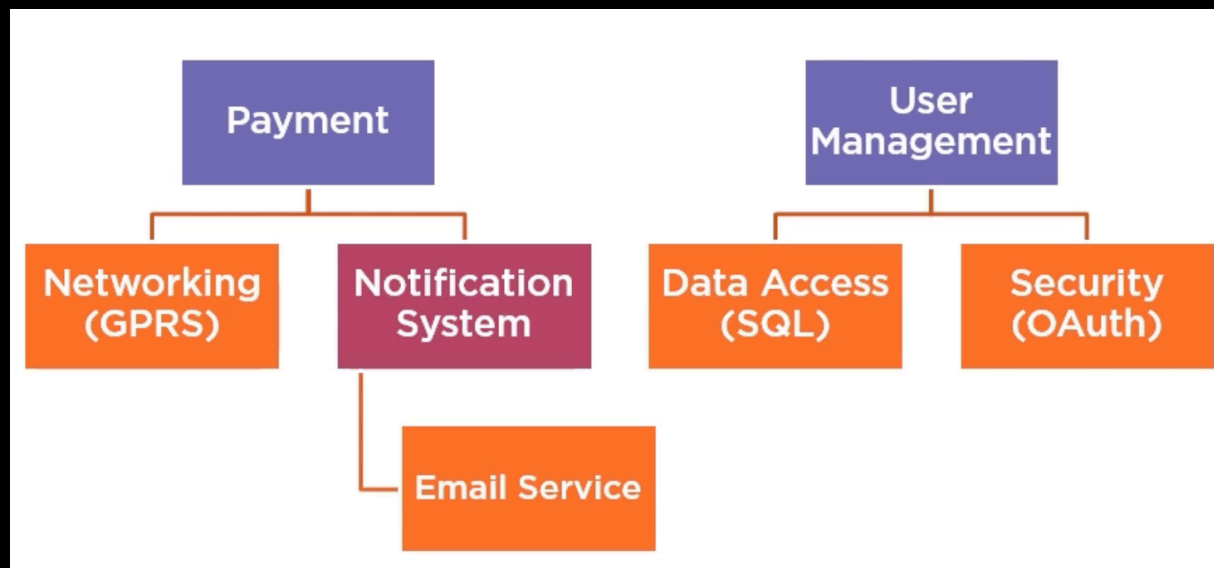 Payment
User
Management
Networking
(GPRS)
Notification
System
Data Access
(SQL)
Security
(OAuth)
Email Service